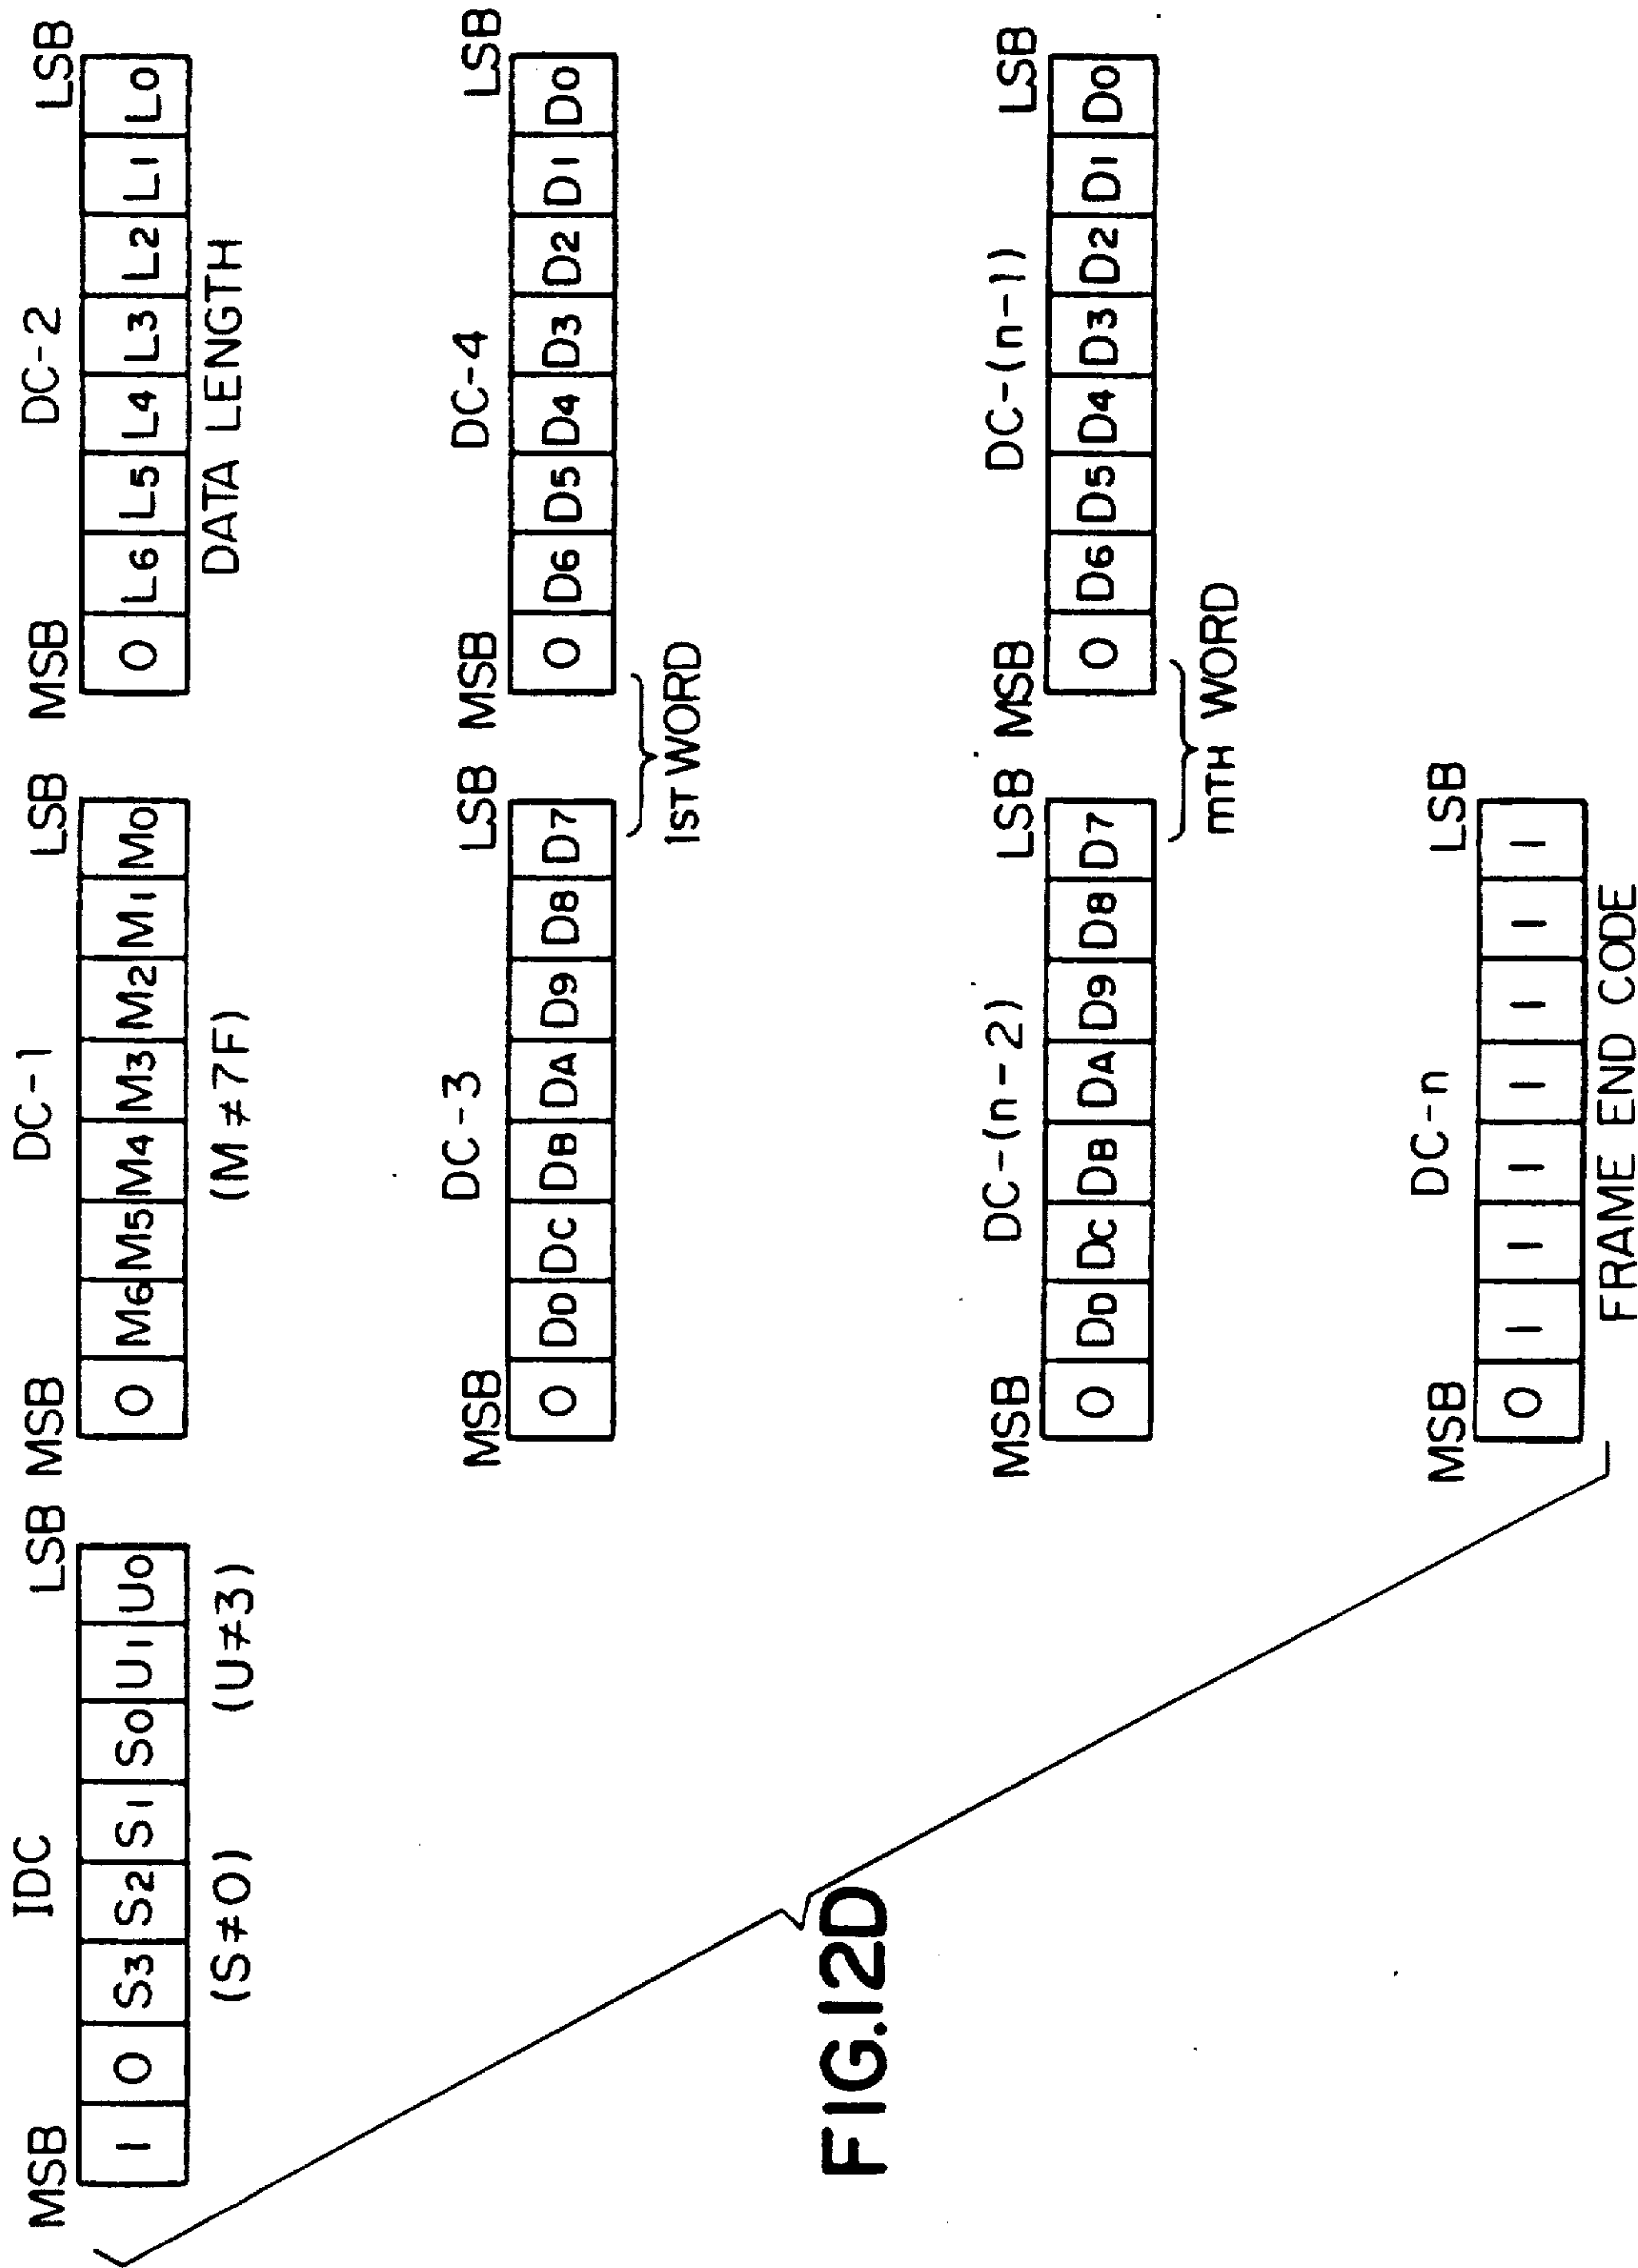 IDC DC-1 DC-2
MSB LSB MSB LSB MSB LSB
1 0 S3 S2 S1 S0 U1 U0 0 M6 M5 M4 M3 M2 M1 M0 0 L6 L5 L4 L3 L2 L1 L0
(S≠0) (U≠3) (M≠7F) DATA LENGTH
DC-3 DC-4
MSB LSB MSB LSB
0 DD DC DB DA D9 D8 D7 0 D6 D5 D4 D3 D2 D1 D0
1ST WORD
DC-(n-2) DC-(n-1)
MSB LSB MSB LSB
0 DD DC DB DA D9 D8 D7 0 D6 D5 D4 D3 D2 D1 D0
mTH WORD
FIG.12D
DC-n
MSB LSB
0 1 1 1 1 1 1 1
FRAME END CODE